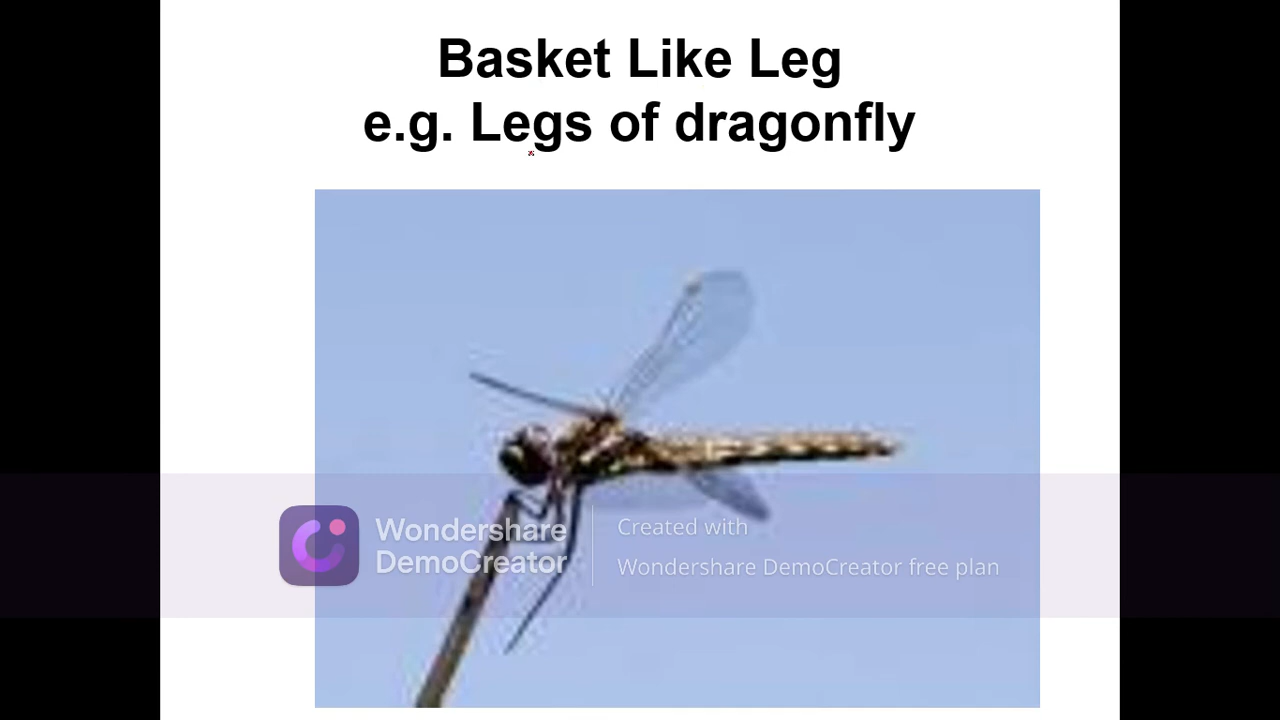 Basket Like Leg
e.g. Legs of dragonfly
Wondershare
DemoCreator
Created with
Wondershare DemoCreator free plan